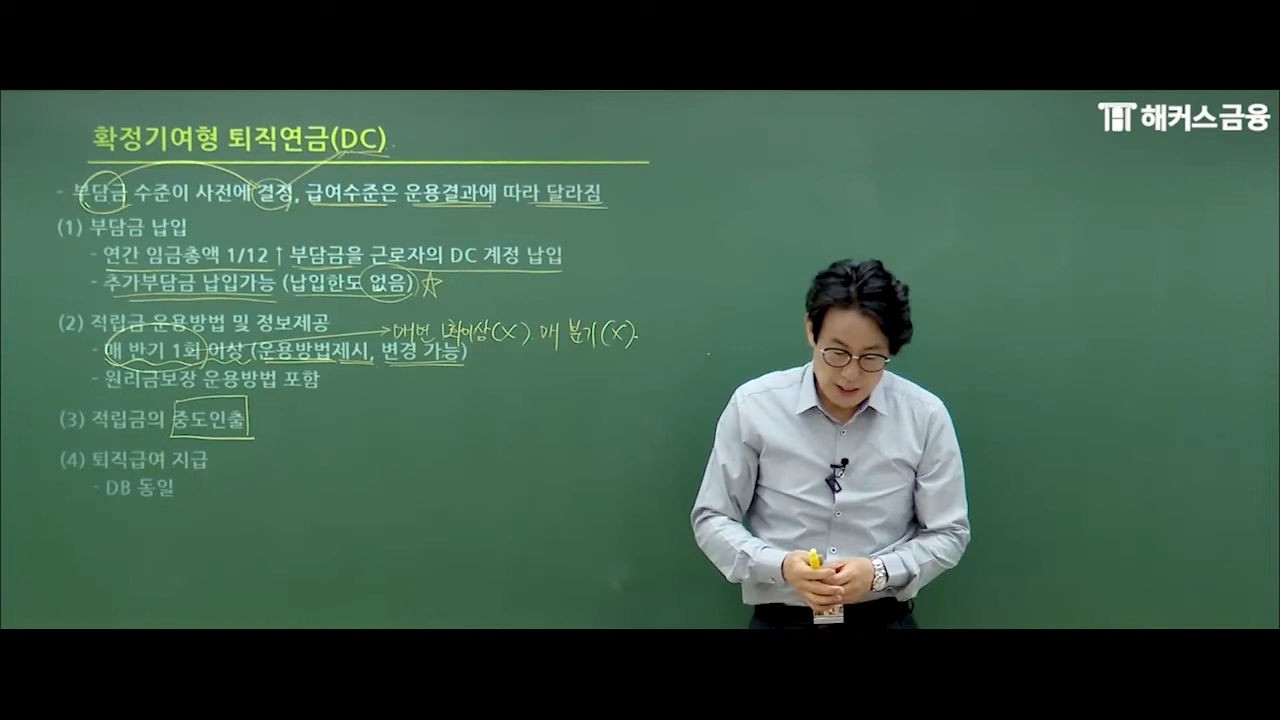 해커스금융
확정기여형 퇴직연금(DC)
- 부담금 수준이 사전에 결정, 급여수준은 운용결과에 따라 달라짐
(1) 부담금 납입
- 연간 임금총액 1/12↑ 부담금을 근로자의 DC 계정 납입
- 추가부담금 납입가능 (납입한도 없음) ☆
(2) 적립금 운용방법 및 정보제공
→ 매년 1회이상(X). 매 분기(X).
- 매 반기 1회 이상 (운용방법제시, 변경 가능)
- 원리금보장 운용방법 포함
(3) 적립금의 중도인출
(4) 퇴직급여 지급
- DB 동일